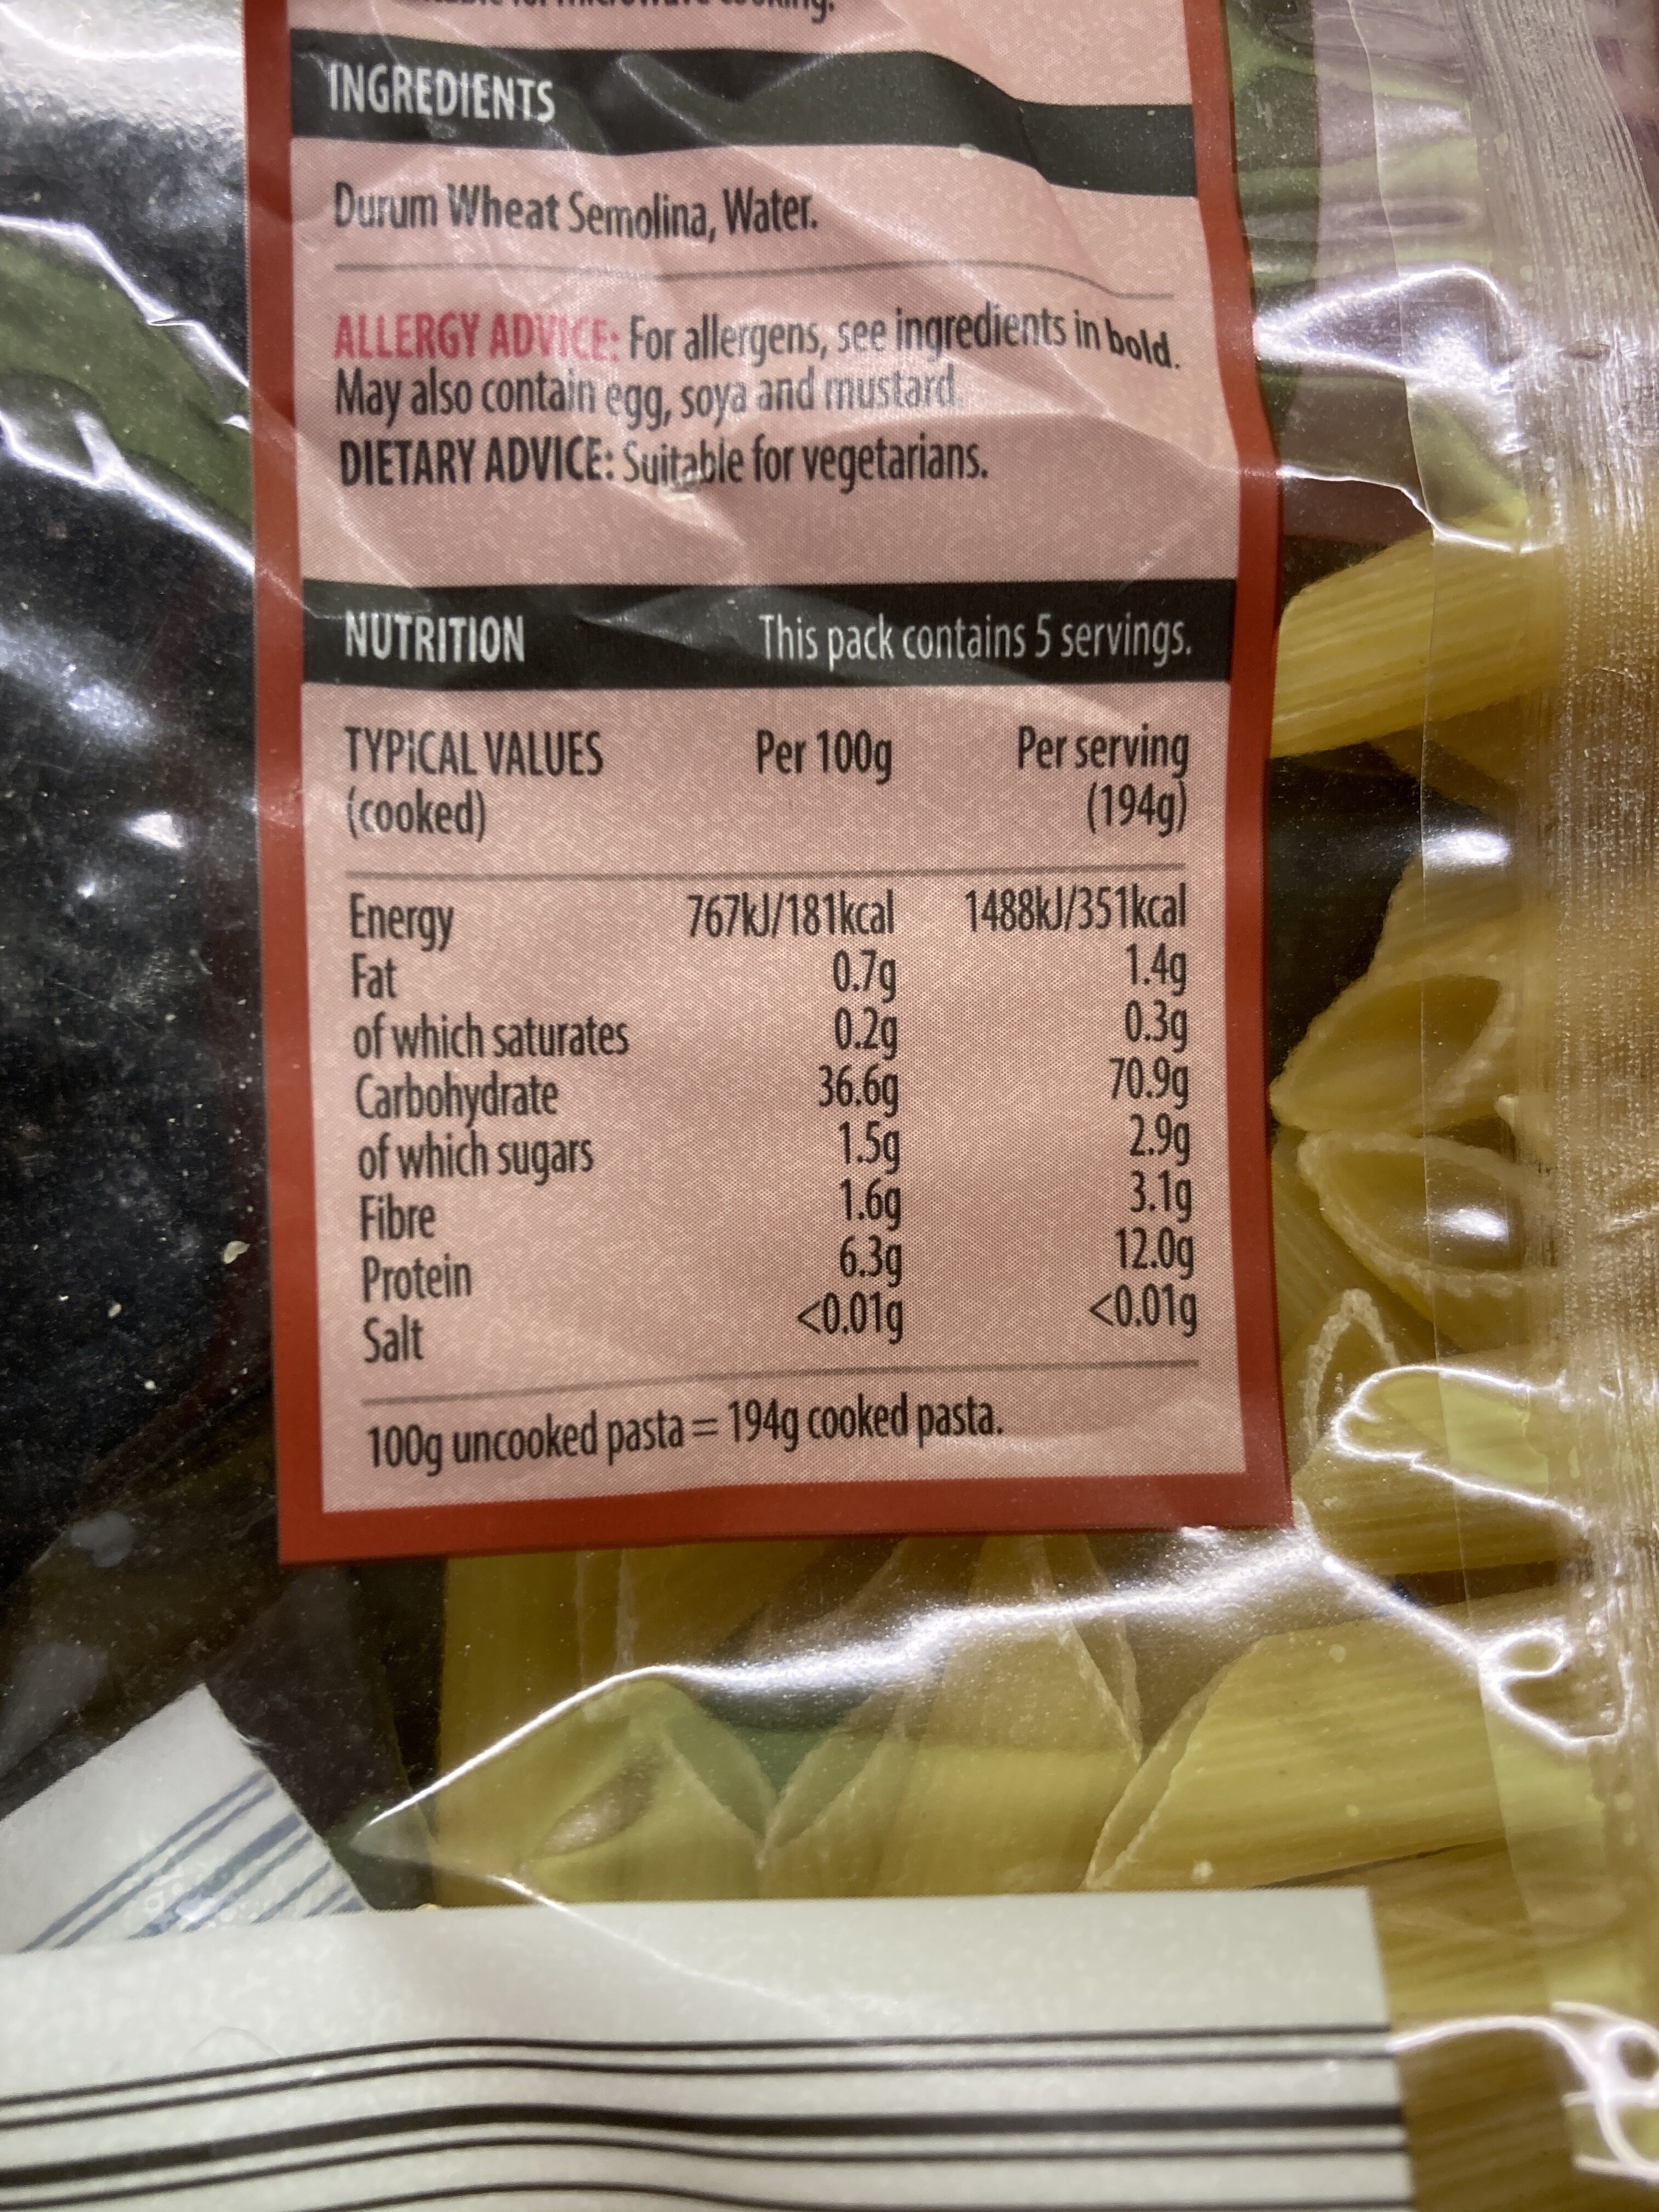 cooking.
INGREDIENTS
Durum Wheat Semolina, Water.
ALLERGY ADVICE: For allergens, see ingredients in bold.
May also contain egg, soya and mustard.
DIETARY ADVICE: Suitable for vegetarians.
NUTRITION This pack contains 5 servings.
TYPICAL VALUES Per 100g Per serving
(cooked) (194g)
Energy 767kJ/181kcal 1488kJ/351kcal
Fat 0.7g 1.4g
of which saturates 0.2g 0.3g
Carbohydrate 36.6g 70.9g
of which sugars 1.5g 2.9g
Fibre 1.6g 3.1g
Protein 6.3g 12.0g
Salt <0.01g <0.01g
100g uncooked pasta = 194g cooked pasta.